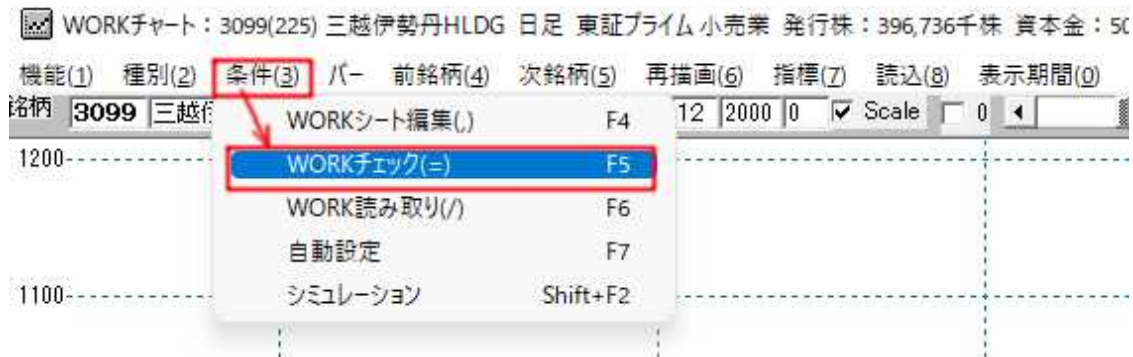 WORKチャート：3099(225) 三越伊勢丹HLDG 日足 東証プライム 小売業 発行株：396,736千株 資本金：50
機能(1) 種別(2) 条件(3) バー 前銘柄(4) 次銘柄(5) 再描画(6) 指標(7) 読込(8) 表示期間(0)
銘柄 3099 三越伊 12 2000 0 Scale 0
WORKシート編集(,) F4
1200
WORKチェック(=) F5
WORK読み取り(/) F6
自動設定 F7
1100
シミュレーション Shift+F2